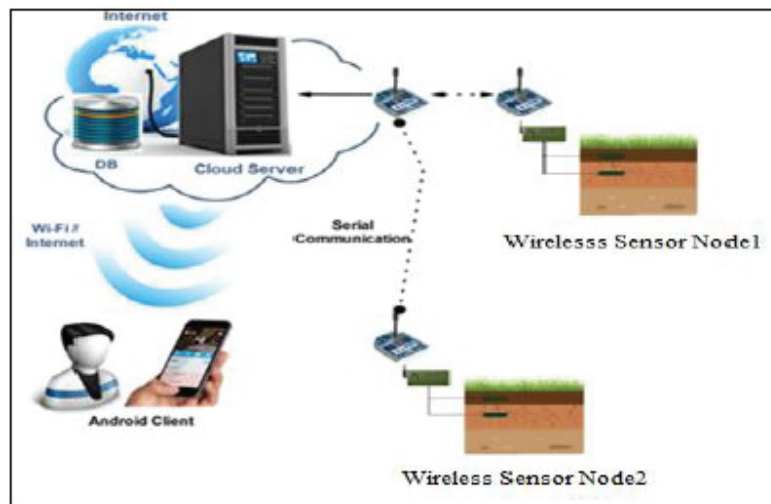 Internet
DB
Cloud Server
Wi-Fi //
Internet
Serial
Communication
Wirelesss Sensor Node1
Android Client
Wireless Sensor Node2